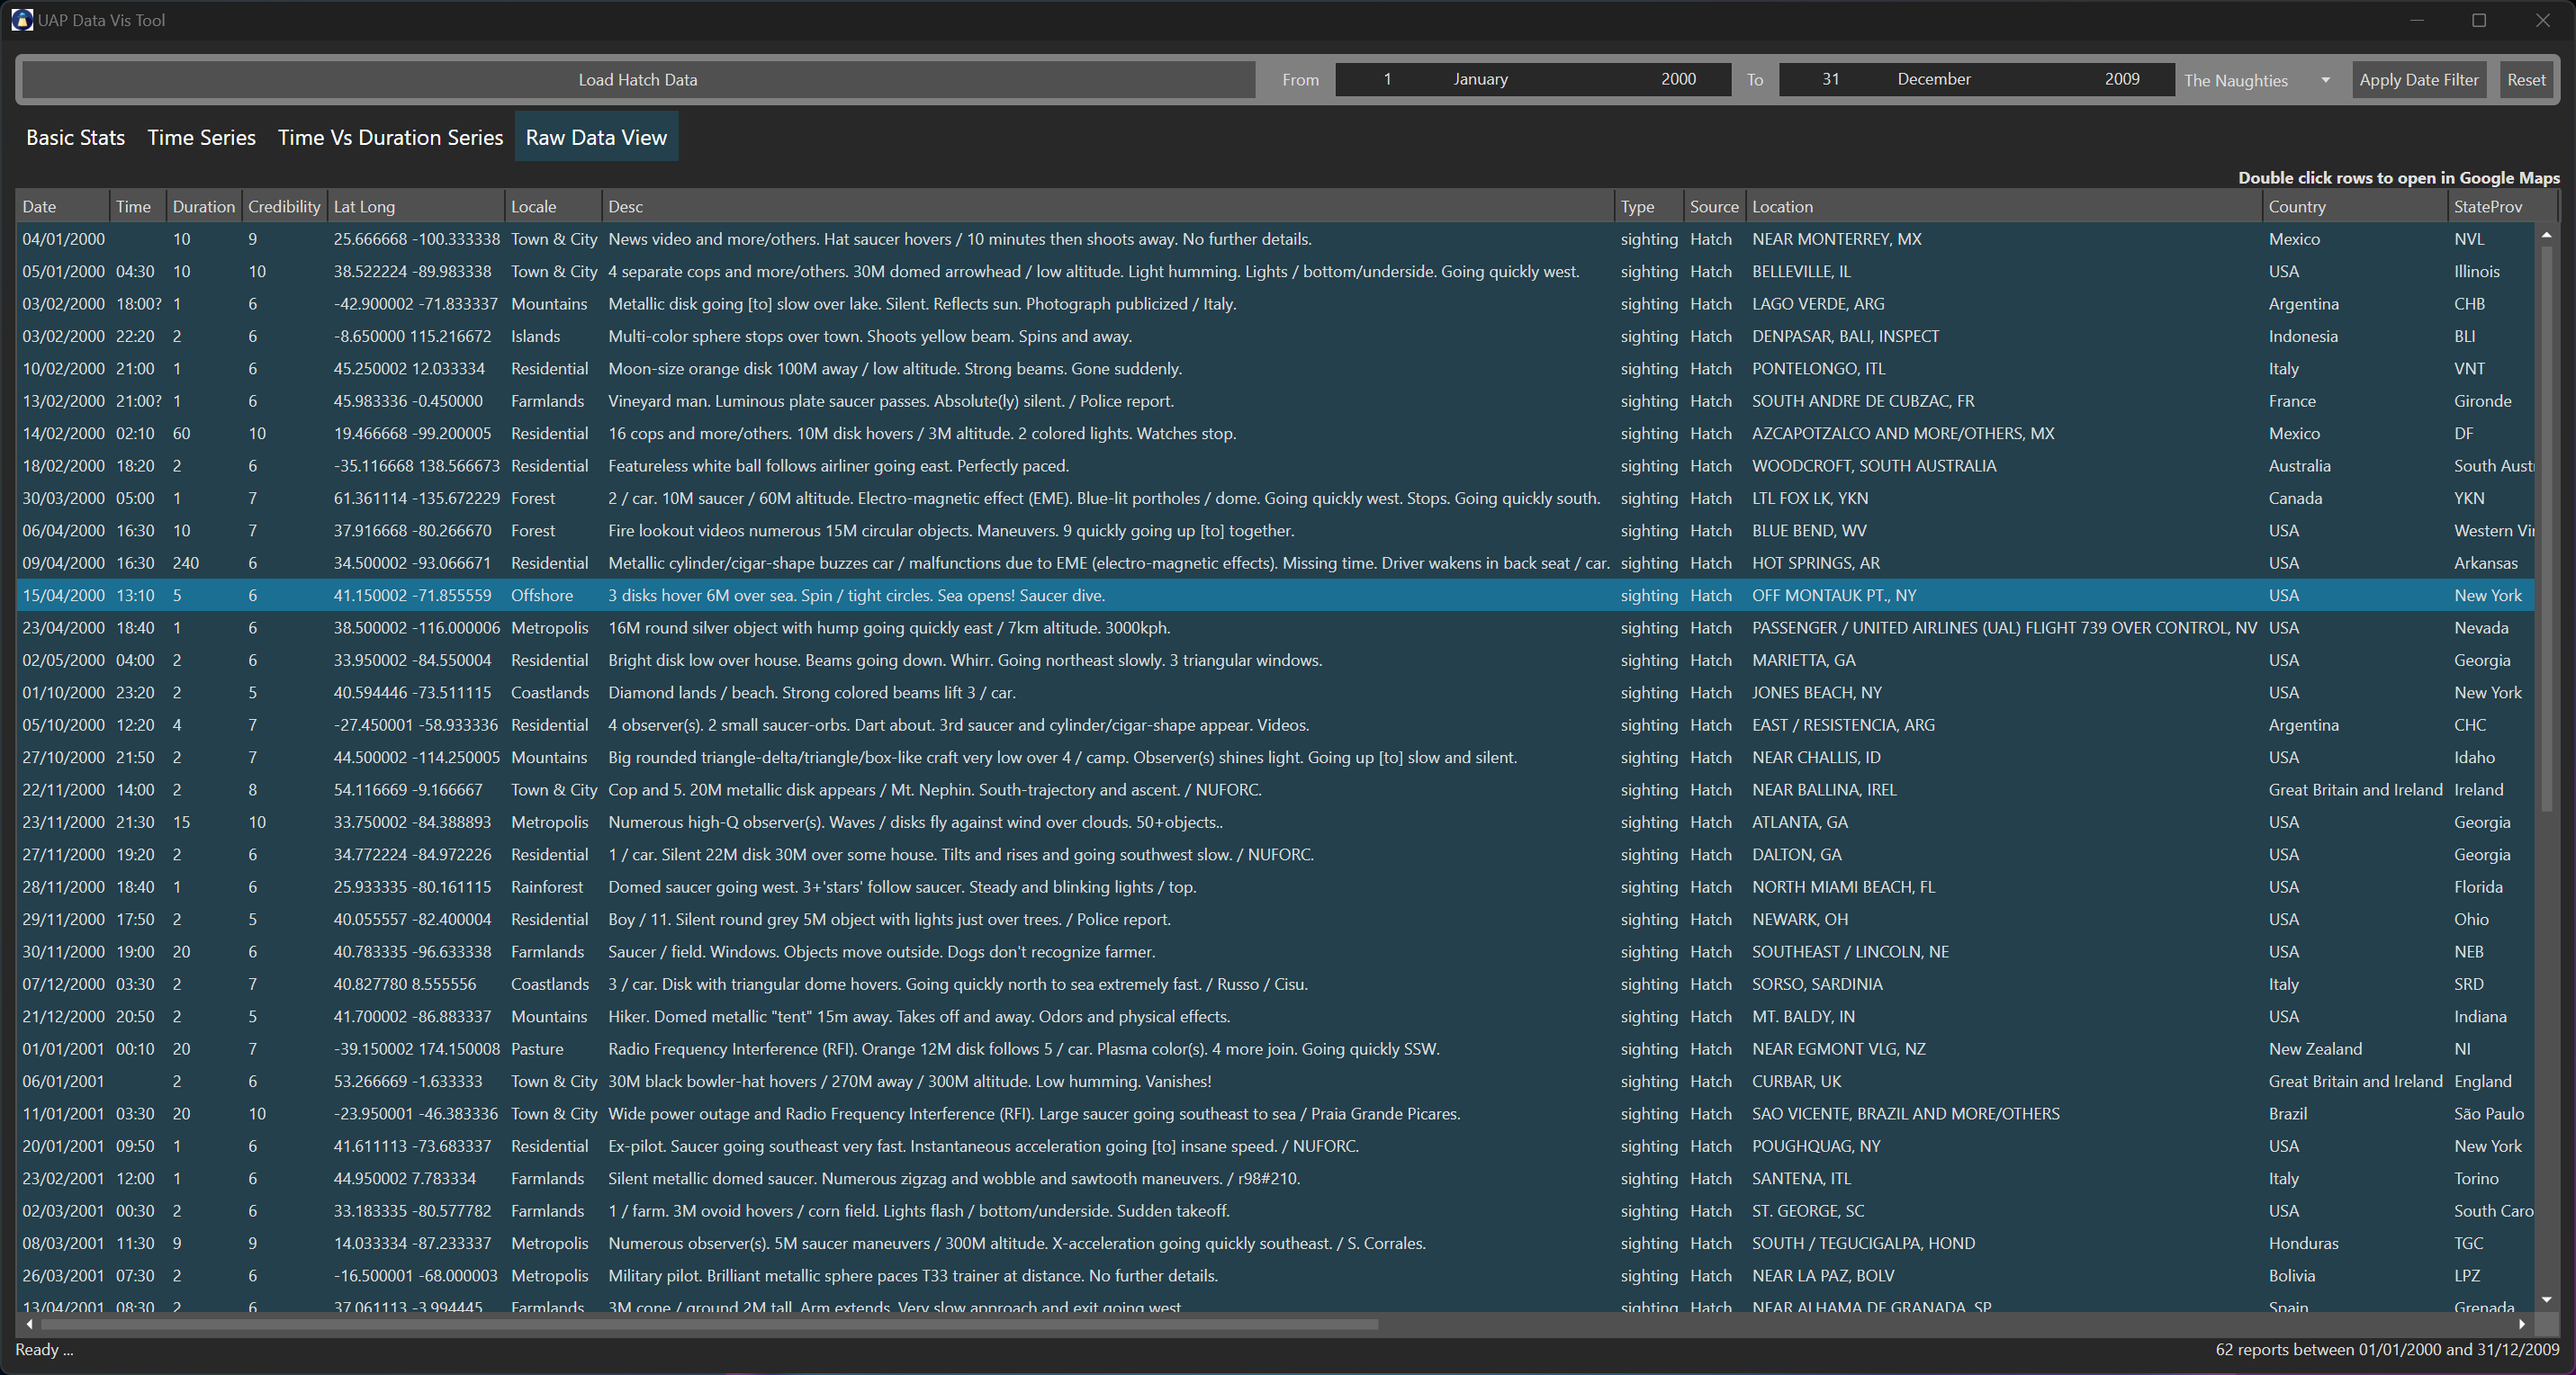 UAP Data Vis Tool
Load Hatch Data From 1 January 2000 To 31 December 2009 The Naughties Apply Date Filter Reset
Basic Stats Time Series Time Vs Duration Series Raw Data View
Double click rows to open in Google Maps
Date Time Duration Credibility Lat Long Locale Desc Type Source Location Country StateProv
04/01/2000 10 9 25.666668 -100.333338 Town & City News video and more/others. Hat saucer hovers / 10 minutes then shoots away. No further details. sighting Hatch NEAR MONTERREY, MX Mexico NVL
05/01/2000 04:30 10 10 38.522224 -89.983338 Town & City 4 separate cops and more/others. 30M domed arrowhead / low altitude. Light humming. Lights / bottom/underside. Going quickly west. sighting Hatch BELLEVILLE, IL USA Illinois
03/02/2000 18:00? 1 6 -42.900002 -71.833337 Mountains Metallic disk going [to] slow over lake. Silent. Reflects sun. Photograph publicized / Italy. sighting Hatch LAGO VERDE, ARG Argentina CHB
03/02/2000 22:20 2 6 -8.650000 115.216672 Islands Multi-color sphere stops over town. Shoots yellow beam. Spins and away. sighting Hatch DENPASAR, BALI, INSPECT Indonesia BLI
10/02/2000 21:00 1 6 45.250002 12.033334 Residential Moon-size orange disk 100M away / low altitude. Strong beams. Gone suddenly. sighting Hatch PONTELONGO, ITL Italy VNT
13/02/2000 21:00? 1 6 45.983336 -0.450000 Farmlands Vineyard man. Luminous plate saucer passes. Absolute(ly) silent. / Police report. sighting Hatch SOUTH ANDRE DE CUBZAC, FR France Gironde
14/02/2000 02:10 60 10 19.466668 -99.200005 Residential 16 cops and more/others. 10M disk hovers / 3M altitude. 2 colored lights. Watches stop. sighting Hatch AZCAPOTZALCO AND MORE/OTHERS, MX Mexico DF
18/02/2000 18:20 2 6 -35.116668 138.566673 Residential Featureless white ball follows airliner going east. Perfectly paced. sighting Hatch WOODCROFT, SOUTH AUSTRALIA Australia South Aust
30/03/2000 05:00 1 7 61.361114 -135.672229 Forest 2 / car. 10M saucer / 60M altitude. Electro-magnetic effect (EME). Blue-lit portholes / dome. Going quickly west. Stops. Going quickly south. sighting Hatch LTL FOX LK, YKN Canada YKN
06/04/2000 16:30 10 7 37.916668 -80.266670 Forest Fire lookout videos numerous 15M circular objects. Maneuvers. 9 quickly going up [to] together. sighting Hatch BLUE BEND, WV USA Western Vi
09/04/2000 16:30 240 6 34.500002 -93.066671 Residential Metallic cylinder/cigar-shape buzzes car / malfunctions due to EME (electro-magnetic effects). Missing time. Driver wakens in back seat / car. sighting Hatch HOT SPRINGS, AR USA Arkansas
15/04/2000 13:10 5 6 41.150002 -71.855559 Offshore 3 disks hover 6M over sea. Spin / tight circles. Sea opens! Saucer dive. sighting Hatch OFF MONTAUK PT., NY USA New York
23/04/2000 18:40 1 6 38.500002 -116.000006 Metropolis 16M round silver object with hump going quickly east / 7km altitude. 3000kph. sighting Hatch PASSENGER / UNITED AIRLINES (UAL) FLIGHT 739 OVER CONTROL, NV USA Nevada
02/05/2000 04:00 2 6 33.950002 -84.550004 Residential Bright disk low over house. Beams going down. Whirr. Going northeast slowly. 3 triangular windows. sighting Hatch MARIETTA, GA USA Georgia
01/10/2000 23:20 2 5 40.594446 -73.511115 Coastlands Diamond lands / beach. Strong colored beams lift 3 / car. sighting Hatch JONES BEACH, NY USA New York
05/10/2000 12:20 4 7 -27.450001 -58.933336 Residential 4 observer(s). 2 small saucer-orbs. Dart about. 3rd saucer and cylinder/cigar-shape appear. Videos. sighting Hatch EAST / RESISTENCIA, ARG Argentina CHC
27/10/2000 21:50 2 7 44.500002 -114.250005 Mountains Big rounded triangle-delta/triangle/box-like craft very low over 4 / camp. Observer(s) shines light. Going up [to] slow and silent. sighting Hatch NEAR CHALLIS, ID USA Idaho
22/11/2000 14:00 2 8 54.116669 -9.166667 Town & City Cop and 5. 20M metallic disk appears / Mt. Nephin. South-trajectory and ascent. / NUFORC. sighting Hatch NEAR BALLINA, IREL Great Britain and Ireland Ireland
23/11/2000 21:30 15 10 33.750002 -84.388893 Metropolis Numerous high-Q observer(s). Waves / disks fly against wind over clouds. 50+objects.. sighting Hatch ATLANTA, GA USA Georgia
27/11/2000 19:20 2 6 34.772224 -84.972226 Residential 1 / car. Silent 22M disk 30M over some house. Tilts and rises and going southwest slow. / NUFORC. sighting Hatch DALTON, GA USA Georgia
28/11/2000 18:40 1 6 25.933335 -80.161115 Rainforest Domed saucer going west. 3+'stars' follow saucer. Steady and blinking lights / top. sighting Hatch NORTH MIAMI BEACH, FL USA Florida
29/11/2000 17:50 2 5 40.055557 -82.400004 Residential Boy / 11. Silent round grey 5M object with lights just over trees. / Police report. sighting Hatch NEWARK, OH USA Ohio
30/11/2000 19:00 20 6 40.783335 -96.633338 Farmlands Saucer / field. Windows. Objects move outside. Dogs don't recognize farmer. sighting Hatch SOUTHEAST / LINCOLN, NE USA NEB
07/12/2000 03:30 2 7 40.827780 8.555556 Coastlands 3 / car. Disk with triangular dome hovers. Going quickly north to sea extremely fast. / Russo / Cisu. sighting Hatch SORSO, SARDINIA Italy SRD
21/12/2000 20:50 2 5 41.700002 -86.883337 Mountains Hiker. Domed metallic "tent" 15m away. Takes off and away. Odors and physical effects. sighting Hatch MT. BALDY, IN USA Indiana
01/01/2001 00:10 20 7 -39.150002 174.150008 Pasture Radio Frequency Interference (RFI). Orange 12M disk follows 5 / car. Plasma color(s). 4 more join. Going quickly SSW. sighting Hatch NEAR EGMONT VLG, NZ New Zealand NI
06/01/2001 2 6 53.266669 -1.633333 Town & City 30M black bowler-hat hovers / 270M away / 300M altitude. Low humming. Vanishes! sighting Hatch CURBAR, UK Great Britain and Ireland England
11/01/2001 03:30 20 10 -23.950001 -46.383336 Town & City Wide power outage and Radio Frequency Interference (RFI). Large saucer going southeast to sea / Praia Grande Picares. sighting Hatch SAO VICENTE, BRAZIL AND MORE/OTHERS Brazil São Paulo
20/01/2001 09:50 1 6 41.611113 -73.683337 Residential Ex-pilot. Saucer going southeast very fast. Instantaneous acceleration going [to] insane speed. / NUFORC. sighting Hatch POUGHQUAG, NY USA New York
23/02/2001 12:00 1 6 44.950002 7.783334 Farmlands Silent metallic domed saucer. Numerous zigzag and wobble and sawtooth maneuvers. / r98#210. sighting Hatch SANTENA, ITL Italy Torino
02/03/2001 00:30 2 6 33.183335 -80.577782 Farmlands 1 / farm. 3M ovoid hovers / corn field. Lights flash / bottom/underside. Sudden takeoff. sighting Hatch ST. GEORGE, SC USA South Caro
08/03/2001 11:30 9 9 14.033334 -87.233337 Metropolis Numerous observer(s). 5M saucer maneuvers / 300M altitude. X-acceleration going quickly southeast. / S. Corrales. sighting Hatch SOUTH / TEGUCIGALPA, HOND Honduras TGC
26/03/2001 07:30 2 6 -16.500001 -68.000003 Metropolis Military pilot. Brilliant metallic sphere paces T33 trainer at distance. No further details. sighting Hatch NEAR LA PAZ, BOLV Bolivia LPZ
13/04/2001 08:30 2 6 37.061113 -3.994445 Farmlands 3M cone / ground 2M tall. Arm extends. Very slow approach and exit going west. sighting Hatch NEAR ALHAMA DE GRANADA, SP Spain Grenada
Ready ... 62 reports between 01/01/2000 and 31/12/2009